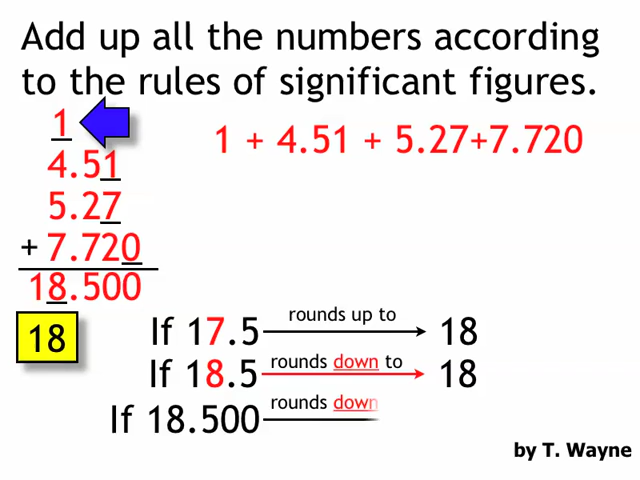 Add up all the numbers according
to the rules of significant figures.
1
1 + 4.51 + 5.27+7.720
4.51
5.27
+ 7.720
18.500
18
If 17.5 rounds up to 18
If 18.5 rounds down to 18
If 18.500 rounds down
by T. Wayne